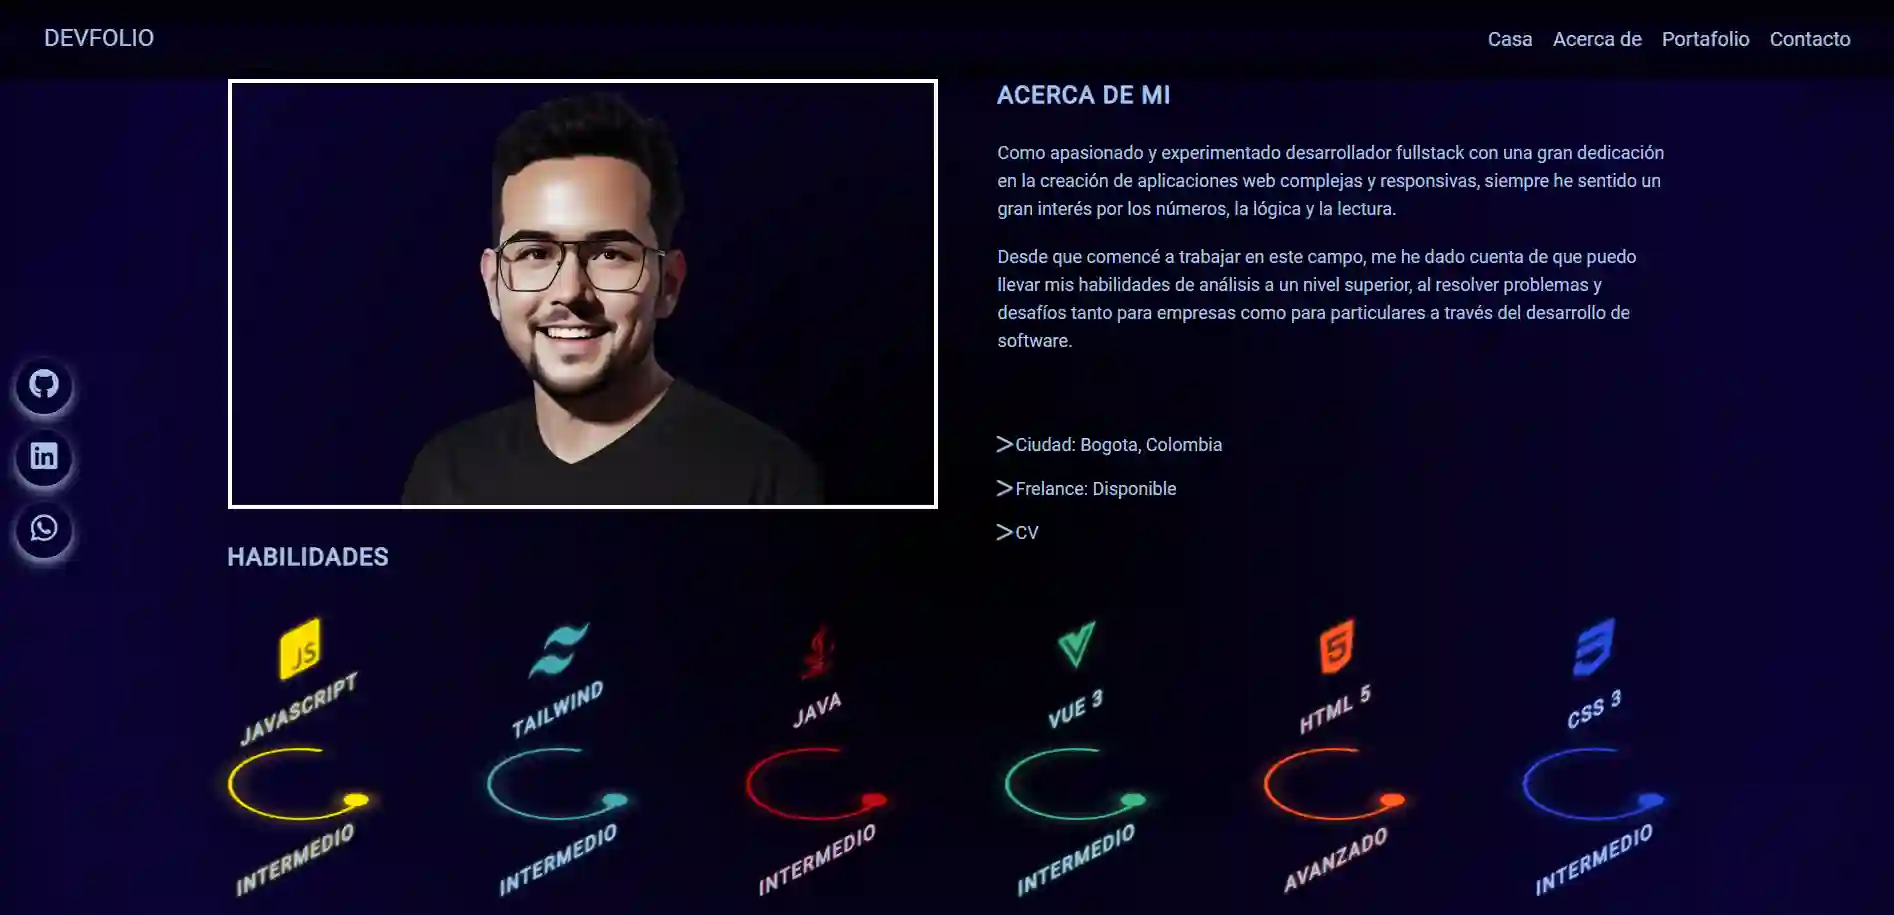 DEVFOLIO
Casa Acerca de Portafolio Contacto
ACERCA DE MI
Como apasionado y experimentado desarrollador fullstack con una gran dedicación
en la creación de aplicaciones web complejas y responsivas, siempre he sentido un
gran interés por los números, la lógica y la lectura.
Desde que comencé a trabajar en este campo, me he dado cuenta de que puedo
llevar mis habilidades de análisis a un nivel superior, al resolver problemas y
desafíos tanto para empresas como para particulares a través del desarrollo de
software.
>Ciudad: Bogota, Colombia
>Frelance: Disponible
>CV
HABILIDADES
JS
5
3
JAVASCRIPT
TAILWIND
JAVA
VUE 3
HTML 5
CSS 3
INTERMEDIO
INTERMEDIO
INTERMEDIO
INTERMEDIO
AVANZADO
INTERMEDIO
in